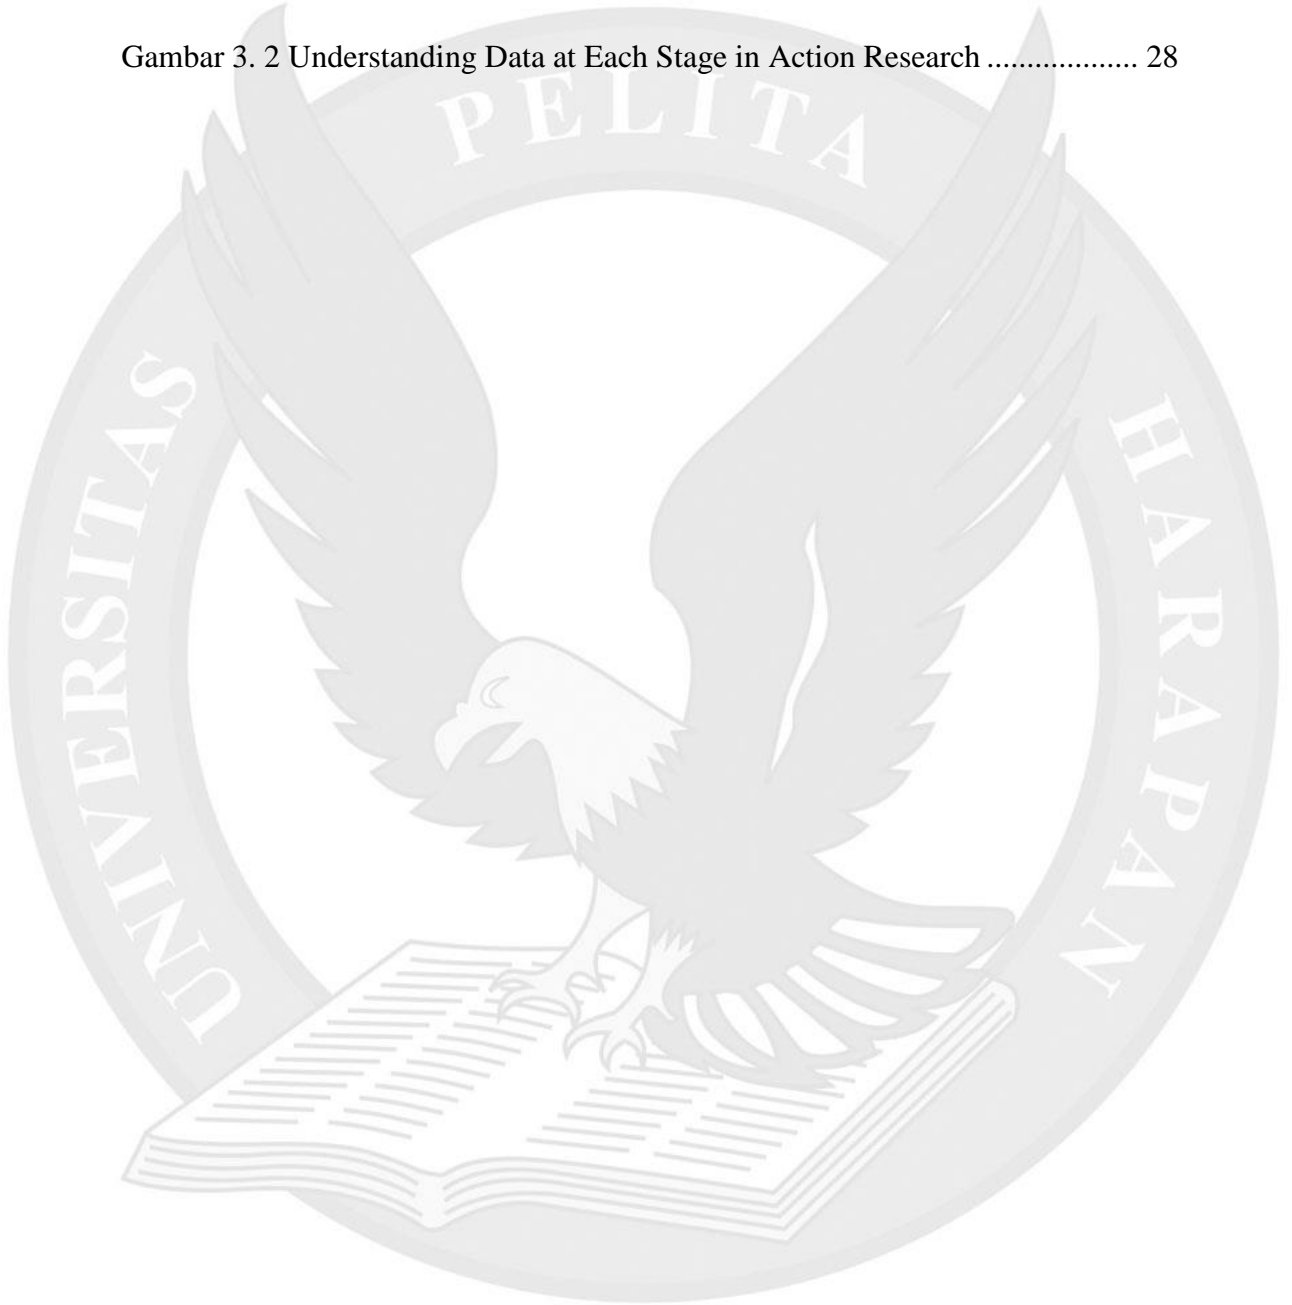 Gambar 3. 2 Understanding Data at Each Stage in Action Research ................... 28
UNIVERSITAS PELITA HARAPAN